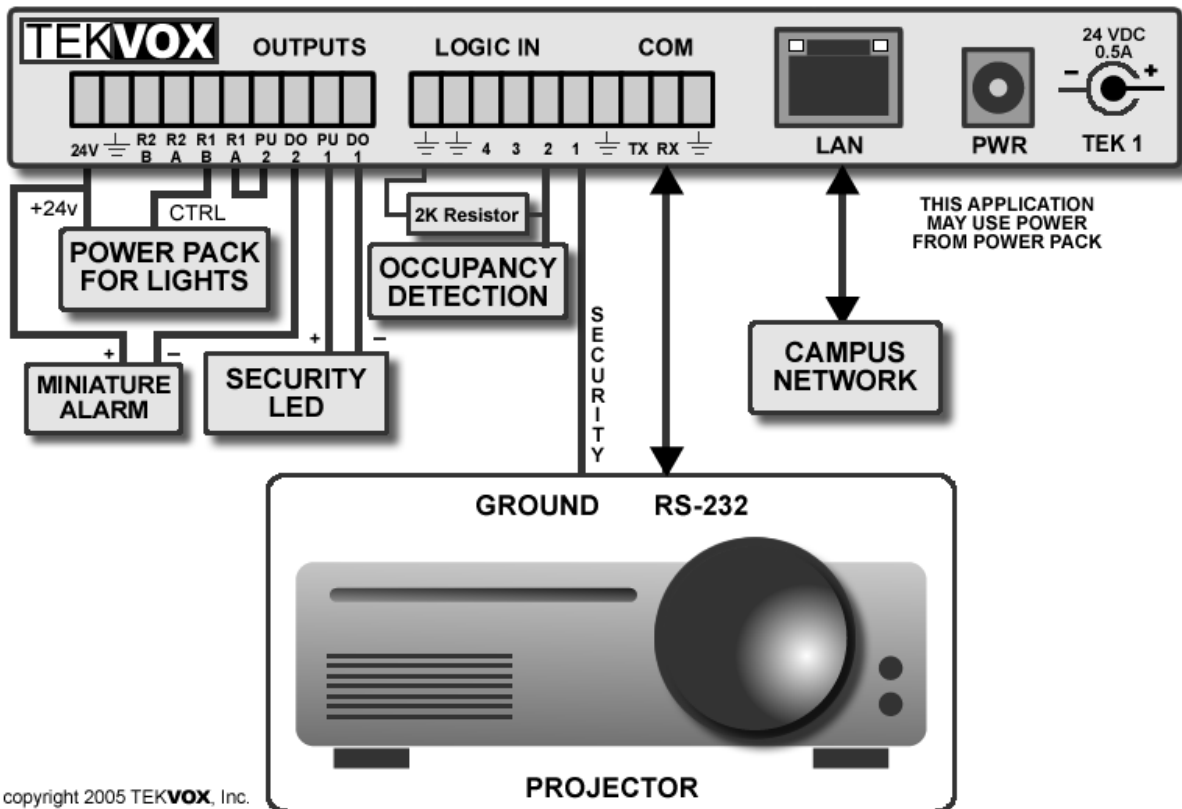 TEKVOX
OUTPUTS
LOGIC IN
COM
24 VDC
0.5A
- +
24V
R2 B
R2 A
R1 B
R1 A
PU 2
DO 2
PU 1
DO 1
4 3 2 1
TX RX
LAN
PWR
TEK 1
+24v
CTRL
2K Resistor
THIS APPLICATION
MAY USE POWER
FROM POWER PACK
POWER PACK
FOR LIGHTS
OCCUPANCY
DETECTION
SECURITY
CAMPUS
NETWORK
+ –
MINIATURE
ALARM
+ –
SECURITY
LED
GROUND
RS-232
PROJECTOR
copyright 2005 TEKVOX, Inc.